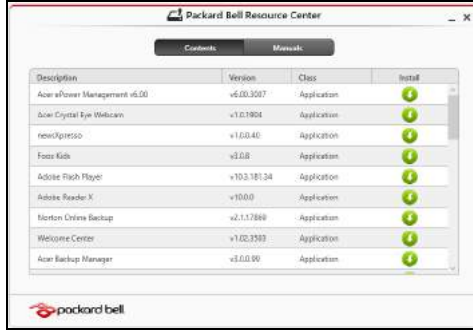 Packard Bell Resource Center
Contents Manuals
Description Version Class Install
Acer ePower Management v6.00 v6.00.3007 Application
Acer Crystal Eye Webcam v1.0.1904 Application
newsXpresso v1.0.0.40 Application
Fooz Kids v3.0.8 Application
Adobe Flash Player v10.3.181.34 Application
Adobe Reader X v10.0.0 Application
Norton Online Backup v2.1.17869 Application
Welcome Center v1.02.3503 Application
Acer Backup Manager v3.0.0.99 Application
packard bell